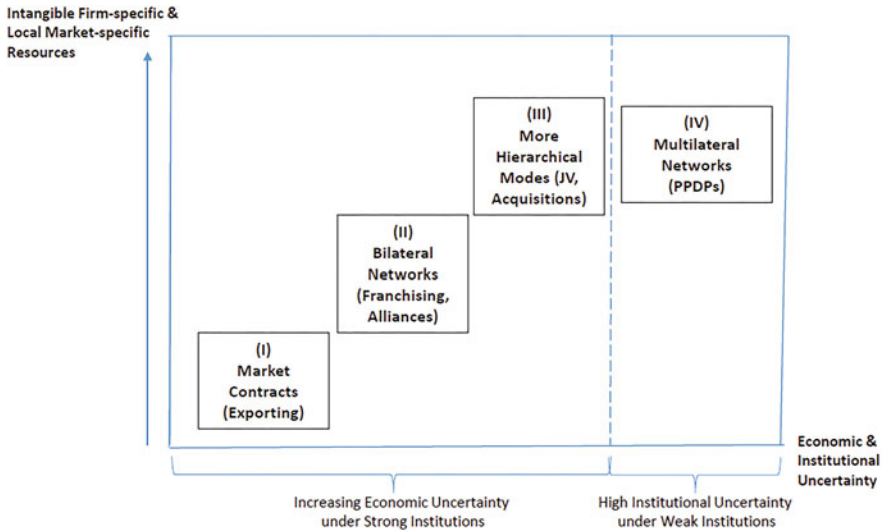 Intangible Firm-specific &
Local Market-specific
Resources
(I)
Market
Contracts
(Exporting)
(II)
Bilateral
Networks
(Franchising,
Alliances)
(III)
More
Hierarchical
Modes (JV,
Acquisitions)
(IV)
Multilateral
Networks
(PPDPs)
Economic &
Institutional
Uncertainty
Increasing Economic Uncertainty
under Strong Institutions
High Institutional Uncertainty
under Weak Institutions